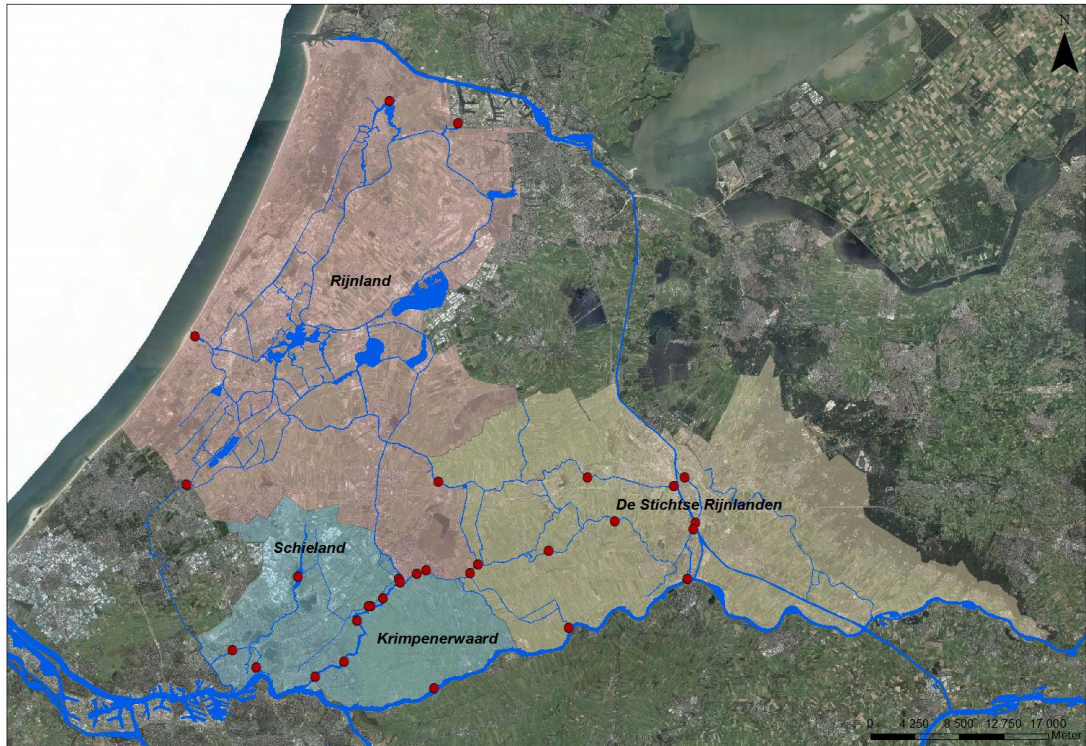 N
Rijnland
De Stichtse Rijnlanden
Schieland
Krimpenerwaard
0 4 250 8 500 12 750 17 000
Meter